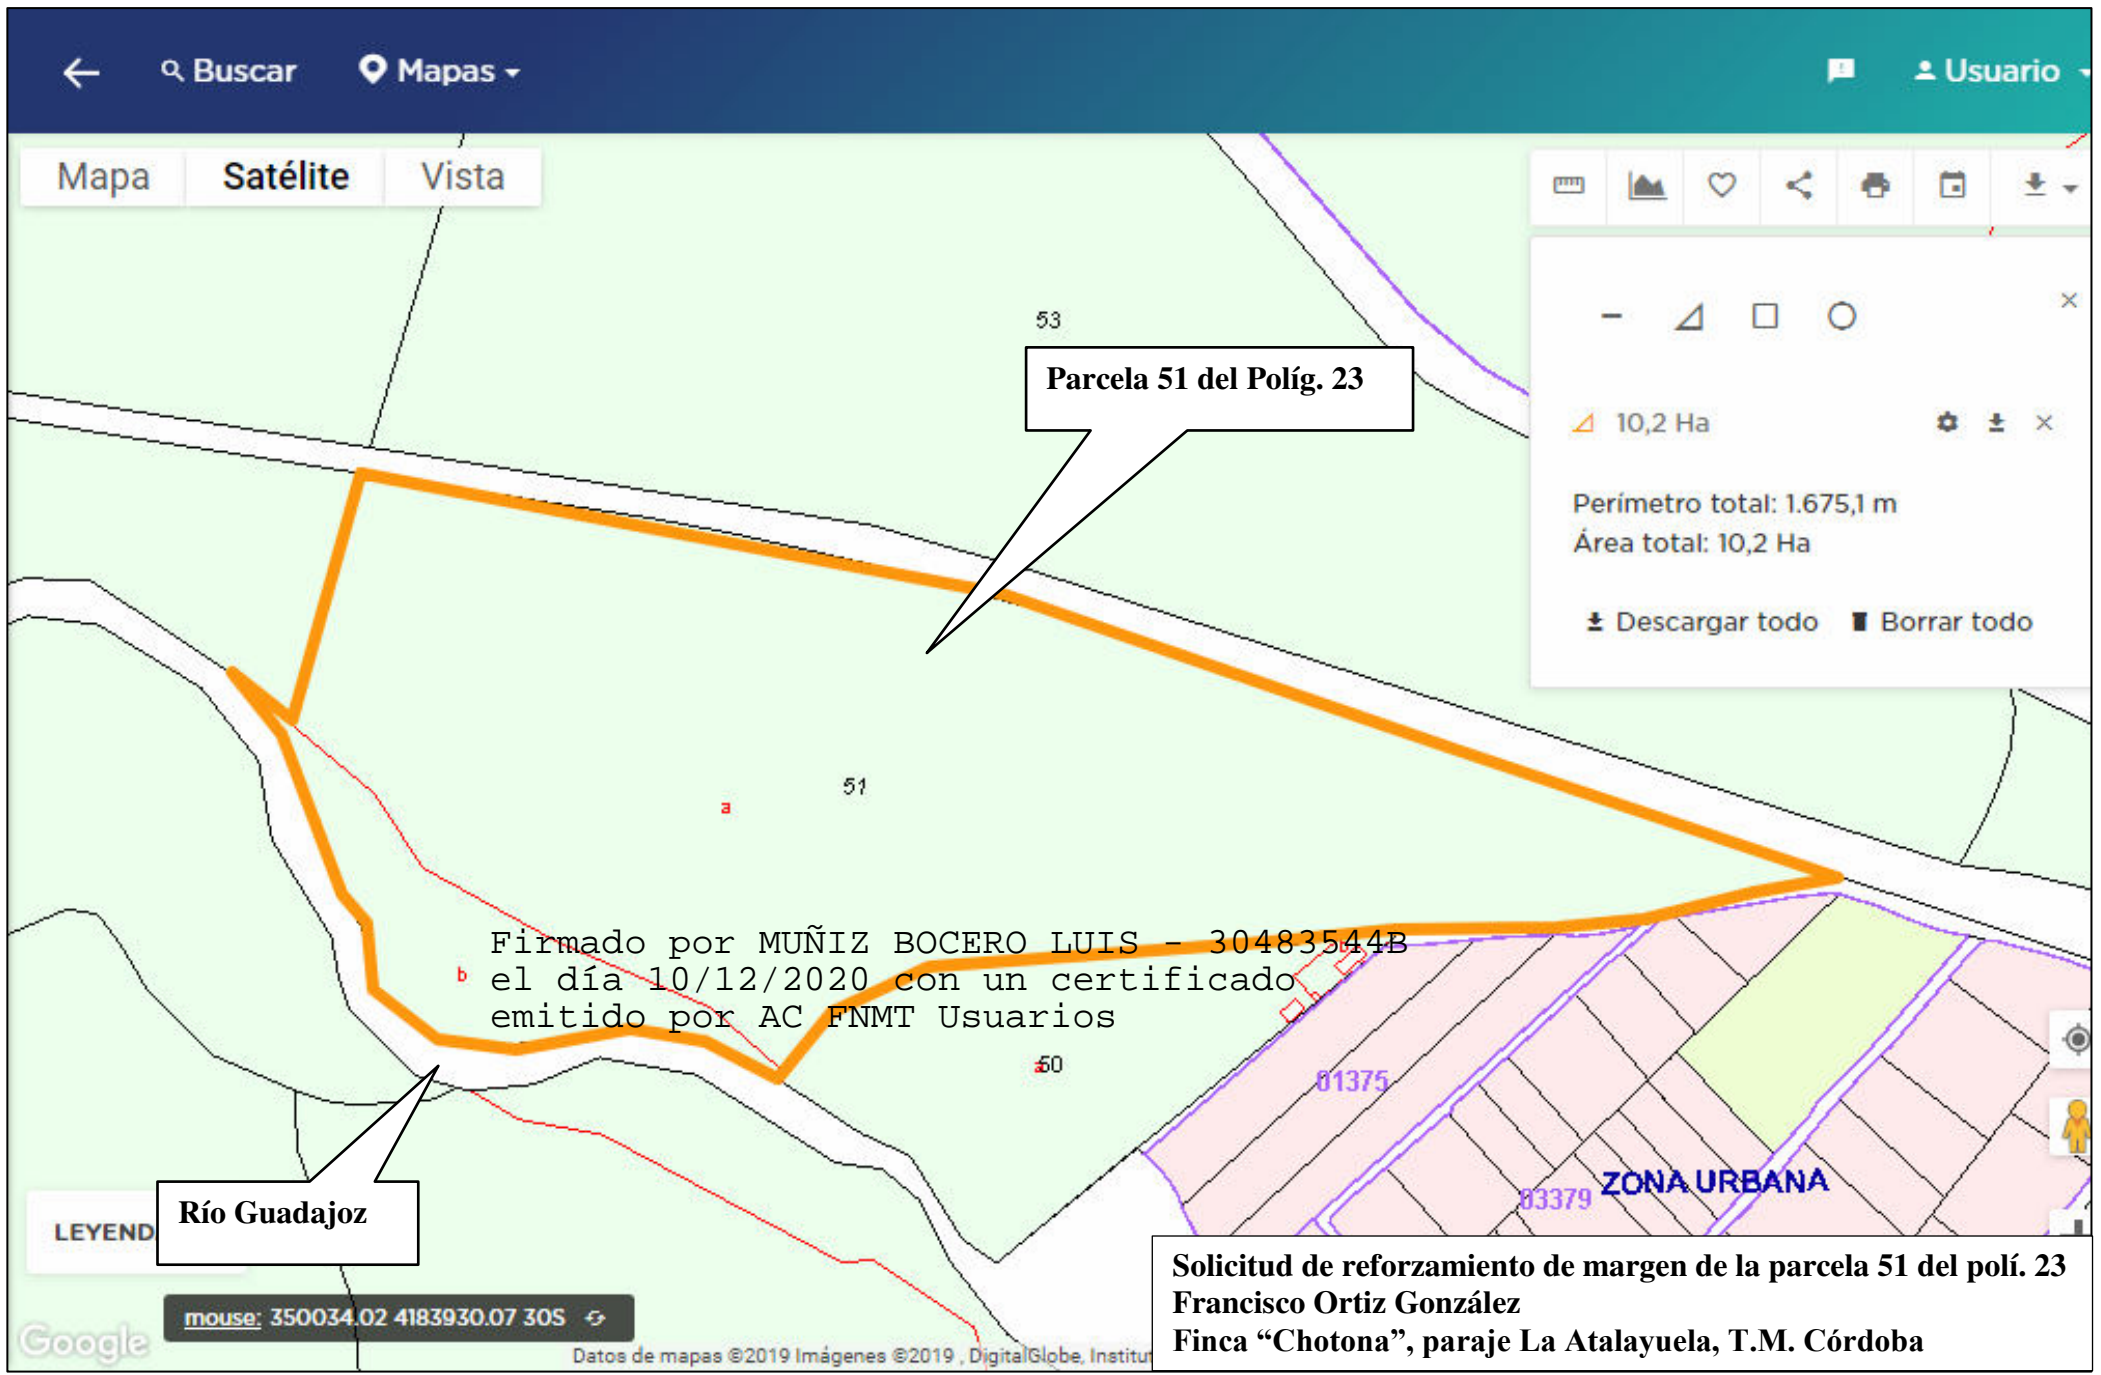 Buscar
Mapas
Usuario
Mapa
Satélite
Vista
53
Parcela 51 del Políg. 23
10,2 Ha
Perímetro total: 1.675,1 m
Área total: 10,2 Ha
Descargar todo
Borrar todo
51
a
b
Firmado por MUÑIZ BOCERO LUIS - 30483544B
el día 10/12/2020 con un certificado
emitido por AC FNMT Usuarios
b
a
50
01375
ZONA URBANA
03379
Río Guadajoz
LEYEND
Solicitud de reforzamiento de margen de la parcela 51 del polí. 23
Francisco Ortiz González
Finca “Chotona”, paraje La Atalayuela, T.M. Córdoba
mouse: 350034.02 4183930.07 30S
Google
Datos de mapas ©2019 Imágenes ©2019 , DigitalGlobe, Institut